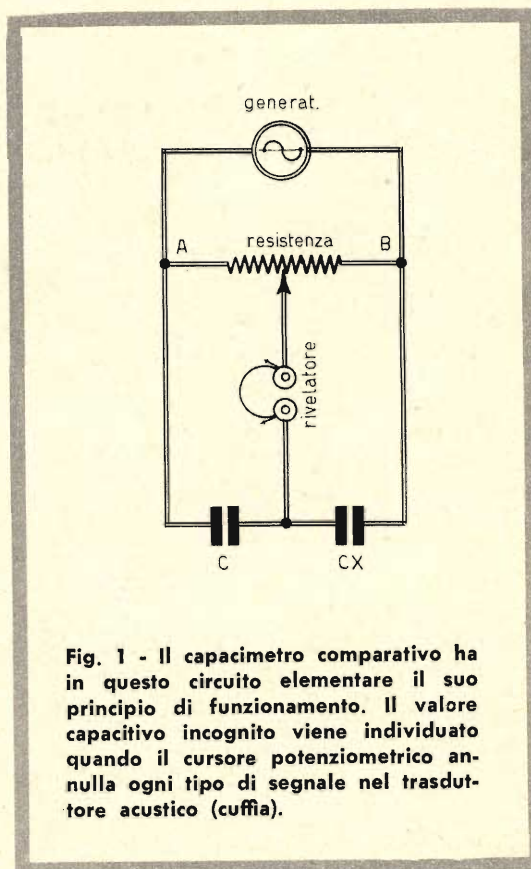 generat.
A resistenza B
rivelatore
C CX
Fig. 1 - Il capacimetro comparativo ha
in questo circuito elementare il suo
principio di funzionamento. Il valore
capacitivo incognito viene individuato
quando il cursore potenziometrico an-
nulla ogni tipo di segnale nel trasdut-
tore acustico (cuffia).